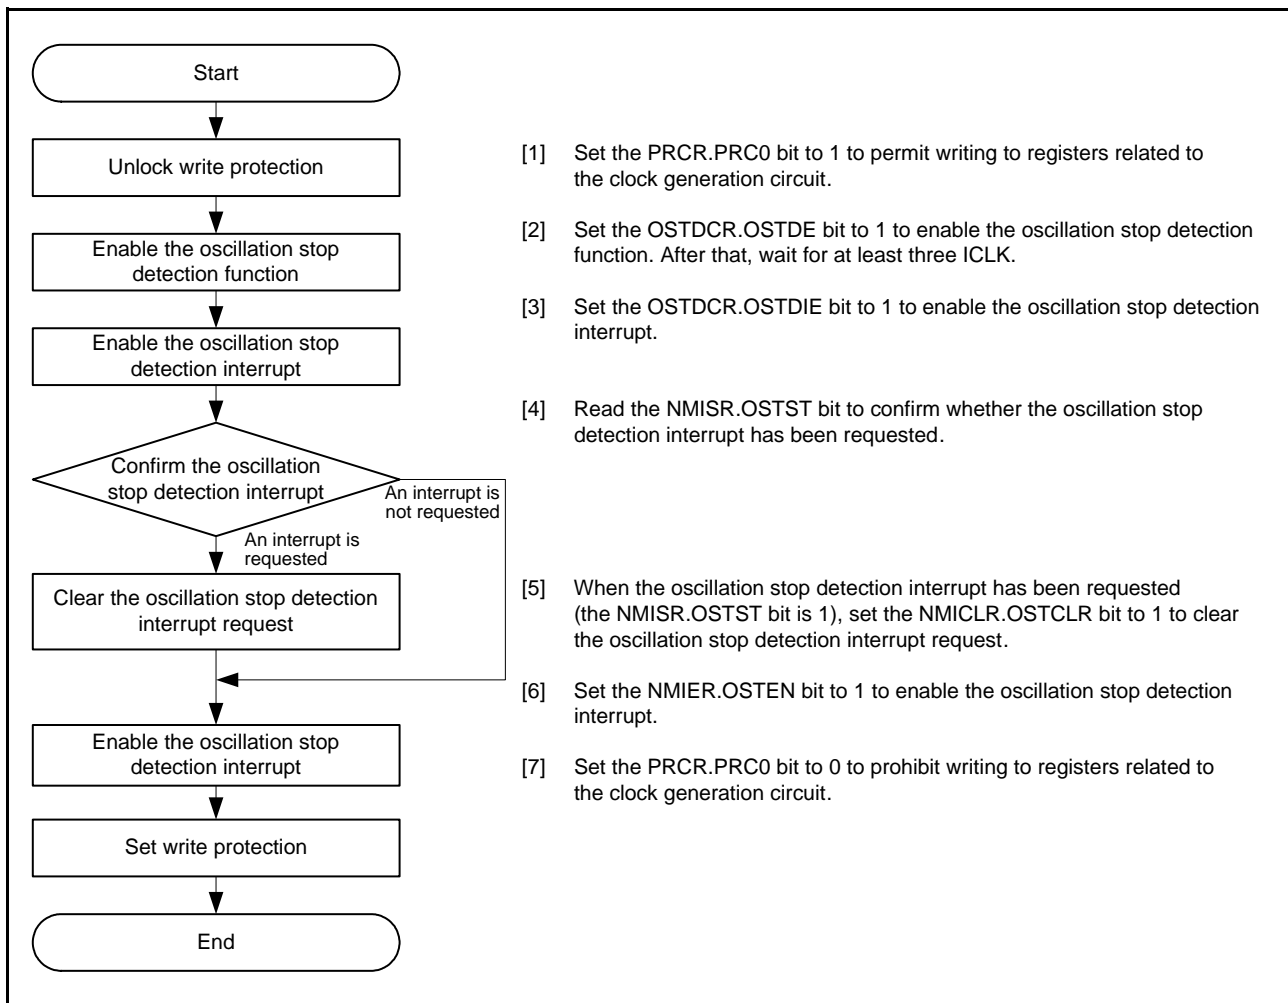 Start
Unlock write protection
Enable the oscillation stop
detection function
Enable the oscillation stop
detection interrupt
Confirm the oscillation
stop detection interrupt
An interrupt is
not requested
An interrupt is
requested
Clear the oscillation stop detection
interrupt request
Enable the oscillation stop
detection interrupt
Set write protection
End
[1] Set the PRCR.PRC0 bit to 1 to permit writing to registers related to
the clock generation circuit.
[2] Set the OSTDCR.OSTDE bit to 1 to enable the oscillation stop detection
function. After that, wait for at least three ICLK.
[3] Set the OSTDCR.OSTDIE bit to 1 to enable the oscillation stop detection
interrupt.
[4] Read the NMISR.OSTST bit to confirm whether the oscillation stop
detection interrupt has been requested.
[5] When the oscillation stop detection interrupt has been requested
(the NMISR.OSTST bit is 1), set the NMICLR.OSTCLR bit to 1 to clear
the oscillation stop detection interrupt request.
[6] Set the NMIER.OSTEN bit to 1 to enable the oscillation stop detection
interrupt.
[7] Set the PRCR.PRC0 bit to 0 to prohibit writing to registers related to
the clock generation circuit.